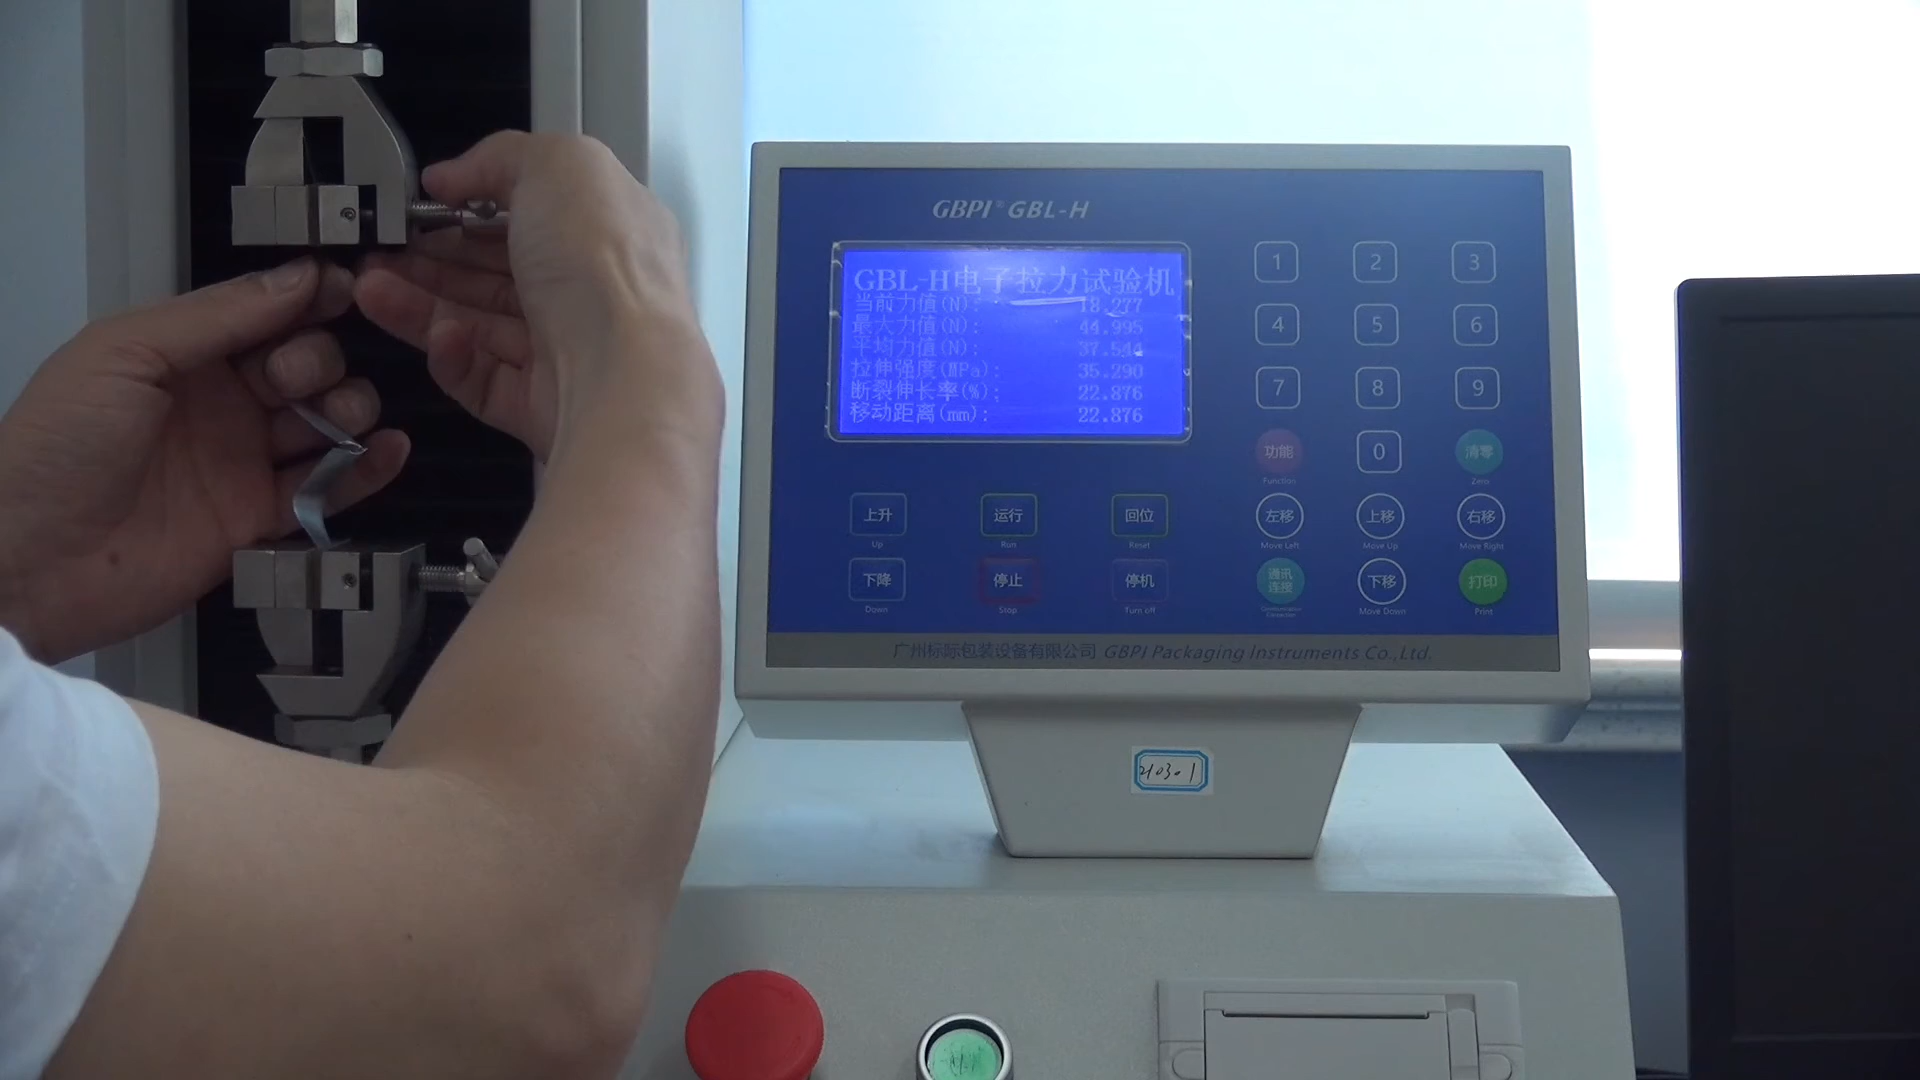 GBPI® GBL-H
GBL-H电子拉力试验机
当前力值(N): 18.277
最大力值(N): 44.995
平均力值(N): 37.544
拉伸强度(MPa): 35.290
断裂伸长率(%): 22.876
移动距离(mm): 22.876
1 2 3
4 5 6
7 8 9
功能 0 清零
Function Zero
上升 运行 回位 左移 上移 右移
Up Run Reset Move Left Move Up Move Right
下降 停止 停机 通讯连接 下移 打印
Down Stop Turn off Move Down Print
广州标际包装设备有限公司 GBPI Packaging Instruments Co.,Ltd.
210301